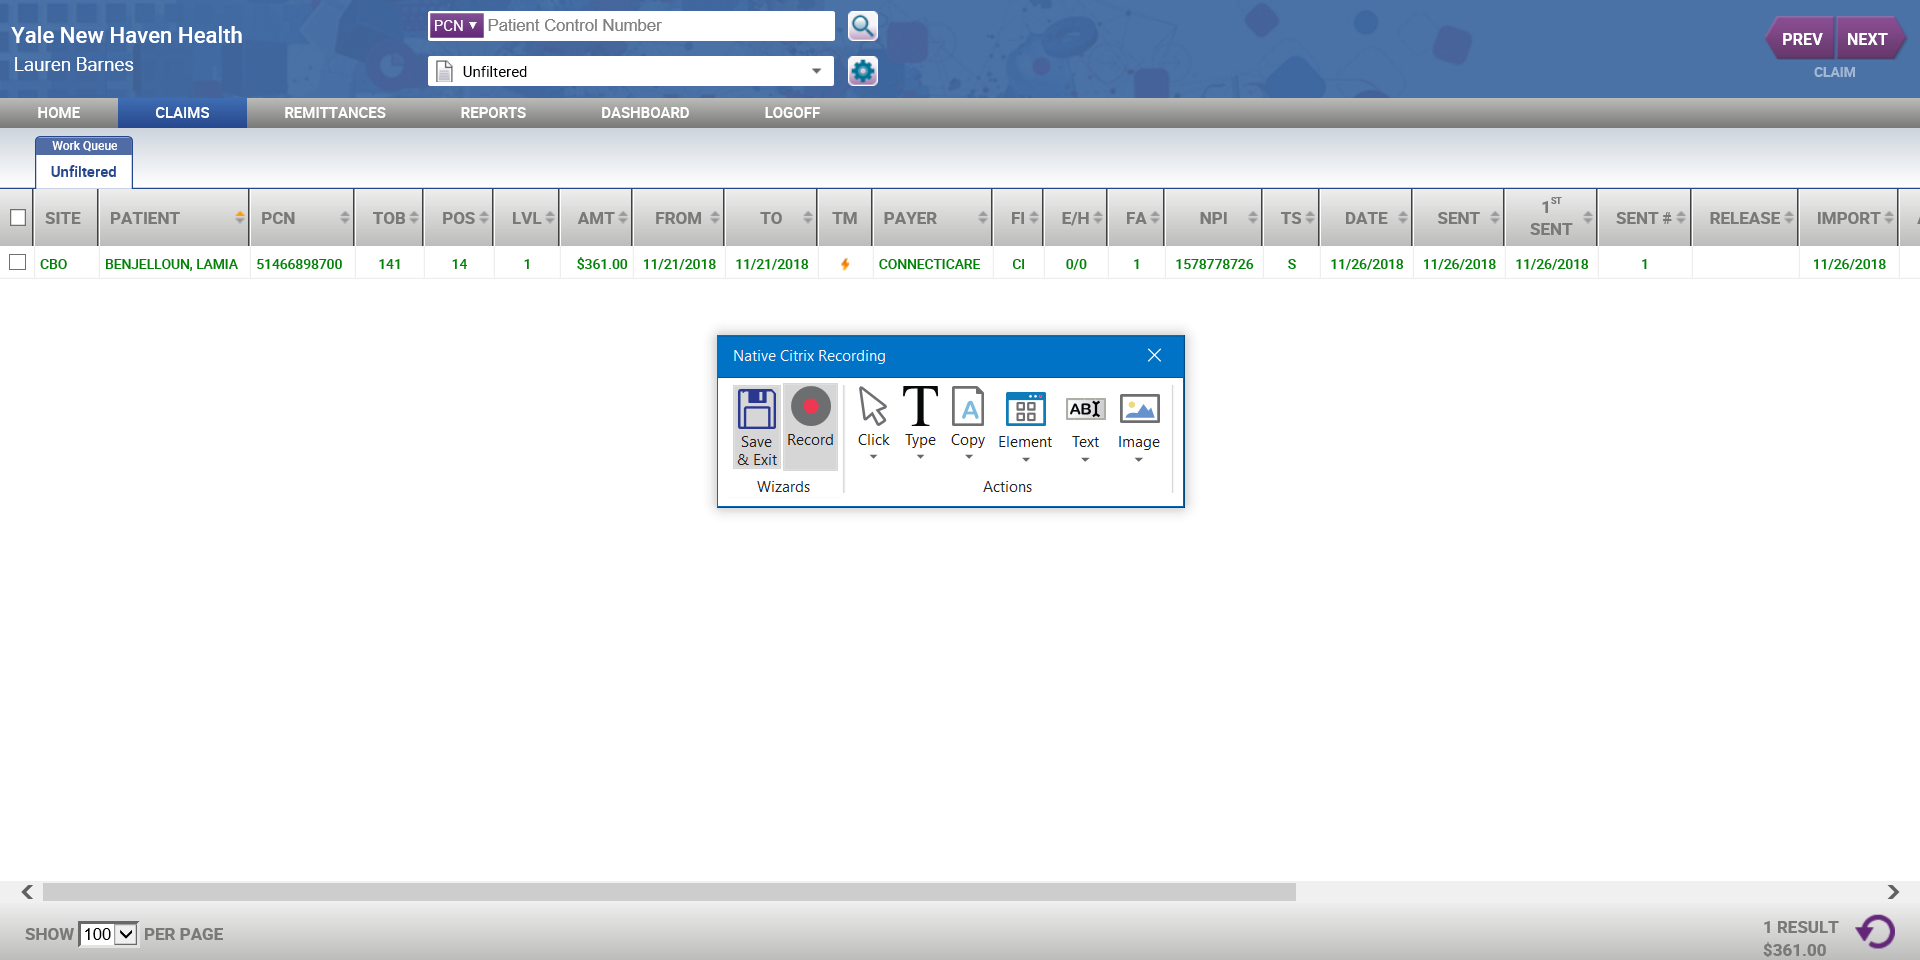 Yale New Haven Health
Lauren Barnes
PCN ▼ Patient Control Number
Unfiltered
PREV NEXT
CLAIM
HOME CLAIMS REMITTANCES REPORTS DASHBOARD LOGOFF
Work Queue
Unfiltered
SITE PATIENT PCN TOB POS LVL AMT FROM TO TM PAYER FI E/H FA NPI TS DATE SENT 1ST SENT SENT # RELEASE IMPORT
CBO BENJELLOUN, LAMIA 51466898700 141 14 1 $361.00 11/21/2018 11/21/2018 CONNECTICARE CI 0/0 1 1578778726 S 11/26/2018 11/26/2018 11/26/2018 1 11/26/2018
Native Citrix Recording
Save & Exit Record Click Type Copy Element Text Image
Wizards Actions
SHOW 100 PER PAGE
1 RESULT
$361.00